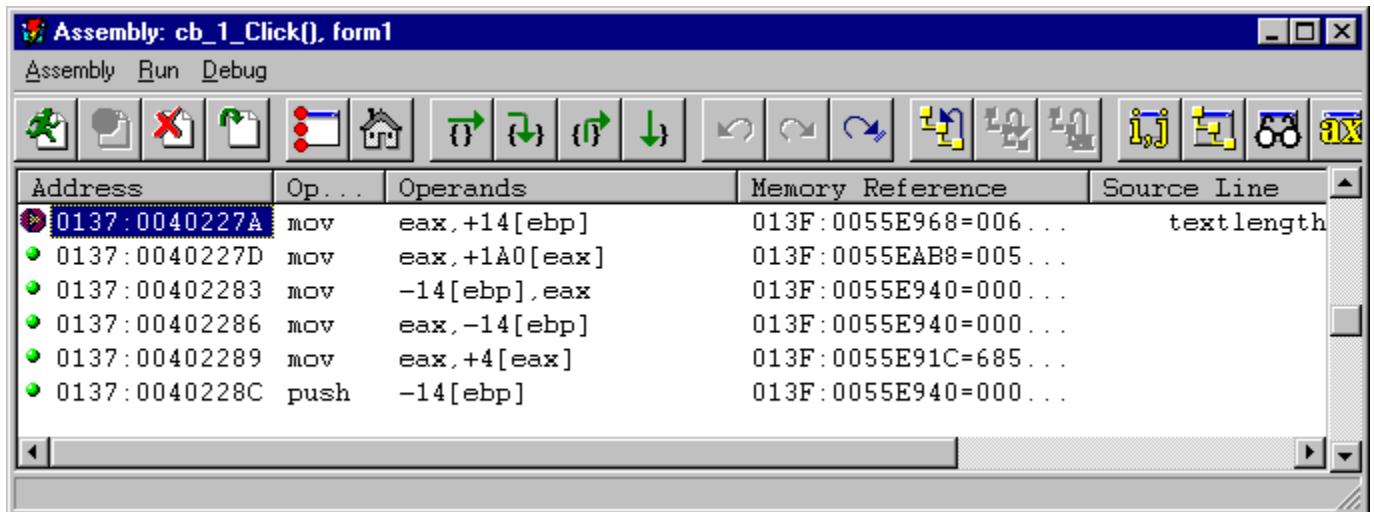 Assembly: cb_1_Click(), form1
Assembly Run Debug
{} {} {} {} i,j ax
Address Op... Operands Memory Reference Source Line
0137:0040227A mov eax,+14[ebp] 013F:0055E968=006... textlength
0137:0040227D mov eax,+1A0[eax] 013F:0055EAB8=005...
0137:00402283 mov -14[ebp],eax 013F:0055E940=000...
0137:00402286 mov eax,-14[ebp] 013F:0055E940=000...
0137:00402289 mov eax,+4[eax] 013F:0055E91C=685...
0137:0040228C push -14[ebp] 013F:0055E940=000...